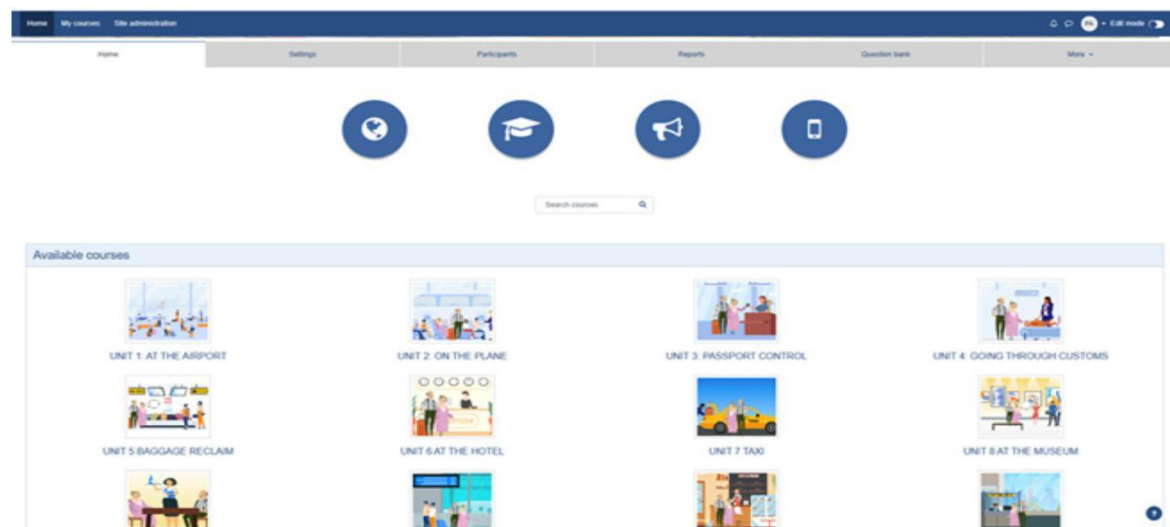 Home My courses Site administration Edit mode
Home Settings Participants Reports Question bank More
Search courses
Available courses
UNIT 1: AT THE AIRPORT UNIT 2: ON THE PLANE UNIT 3: PASSPORT CONTROL UNIT 4: GOING THROUGH CUSTOMS
UNIT 5 BAGGAGE RECLAIM UNIT 6 AT THE HOTEL UNIT 7 TAXI UNIT 8 AT THE MUSEUM